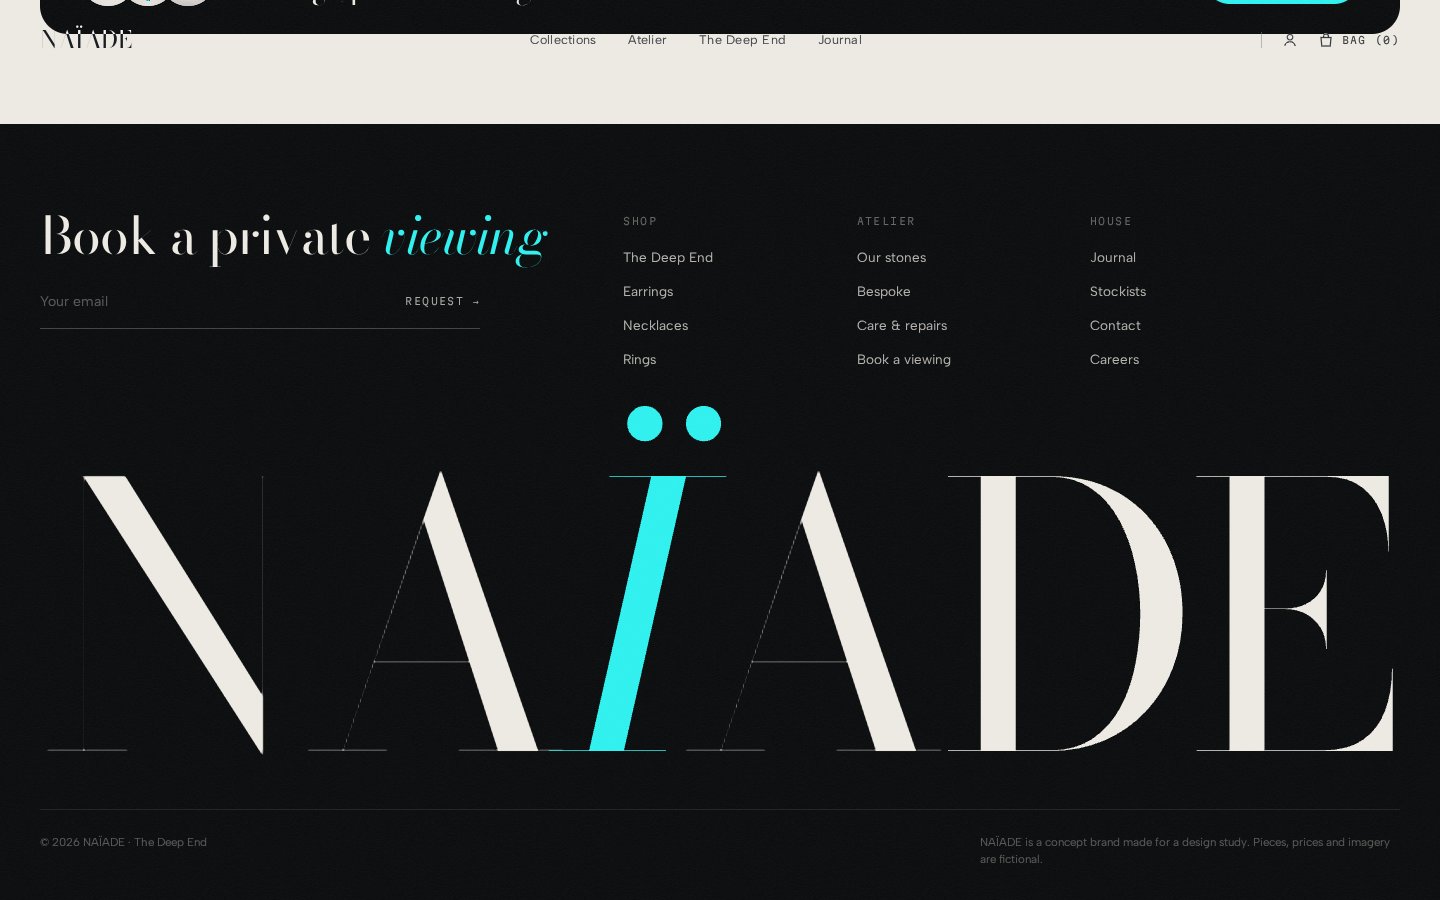 NAÏADE
Collections Atelier The Deep End Journal
BAG (0)
Book a private viewing
Your email
REQUEST →
SHOP
The Deep End
Earrings
Necklaces
Rings
ATELIER
Our stones
Bespoke
Care & repairs
Book a viewing
HOUSE
Journal
Stockists
Contact
Careers
NAÏADE
© 2026 NAÏADE · The Deep End
NAÏADE is a concept brand made for a design study. Pieces, prices and imagery
are fictional.